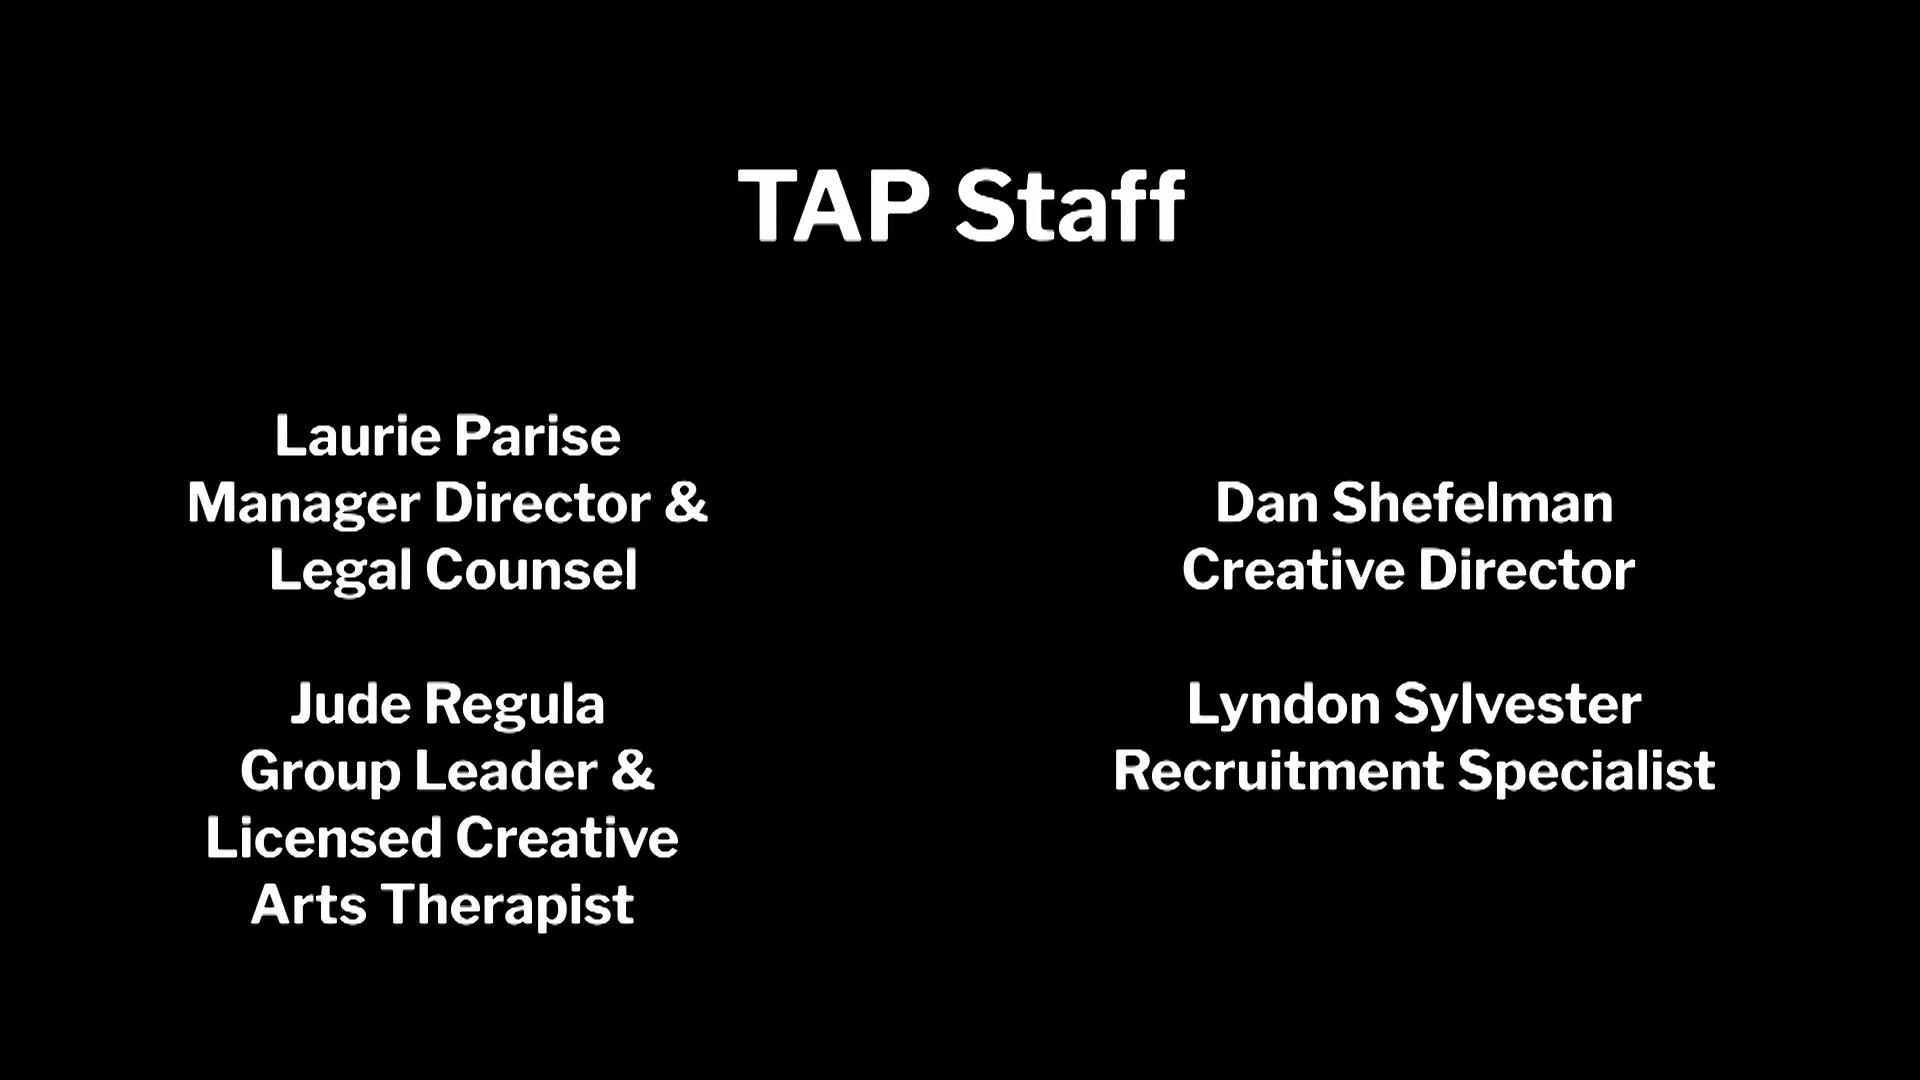 TAP Staff
Laurie Parise
Manager Director &
Legal Counsel
Jude Regula
Group Leader &
Licensed Creative
Arts Therapist
Dan Shefelman
Creative Director
Lyndon Sylvester
Recruitment Specialist